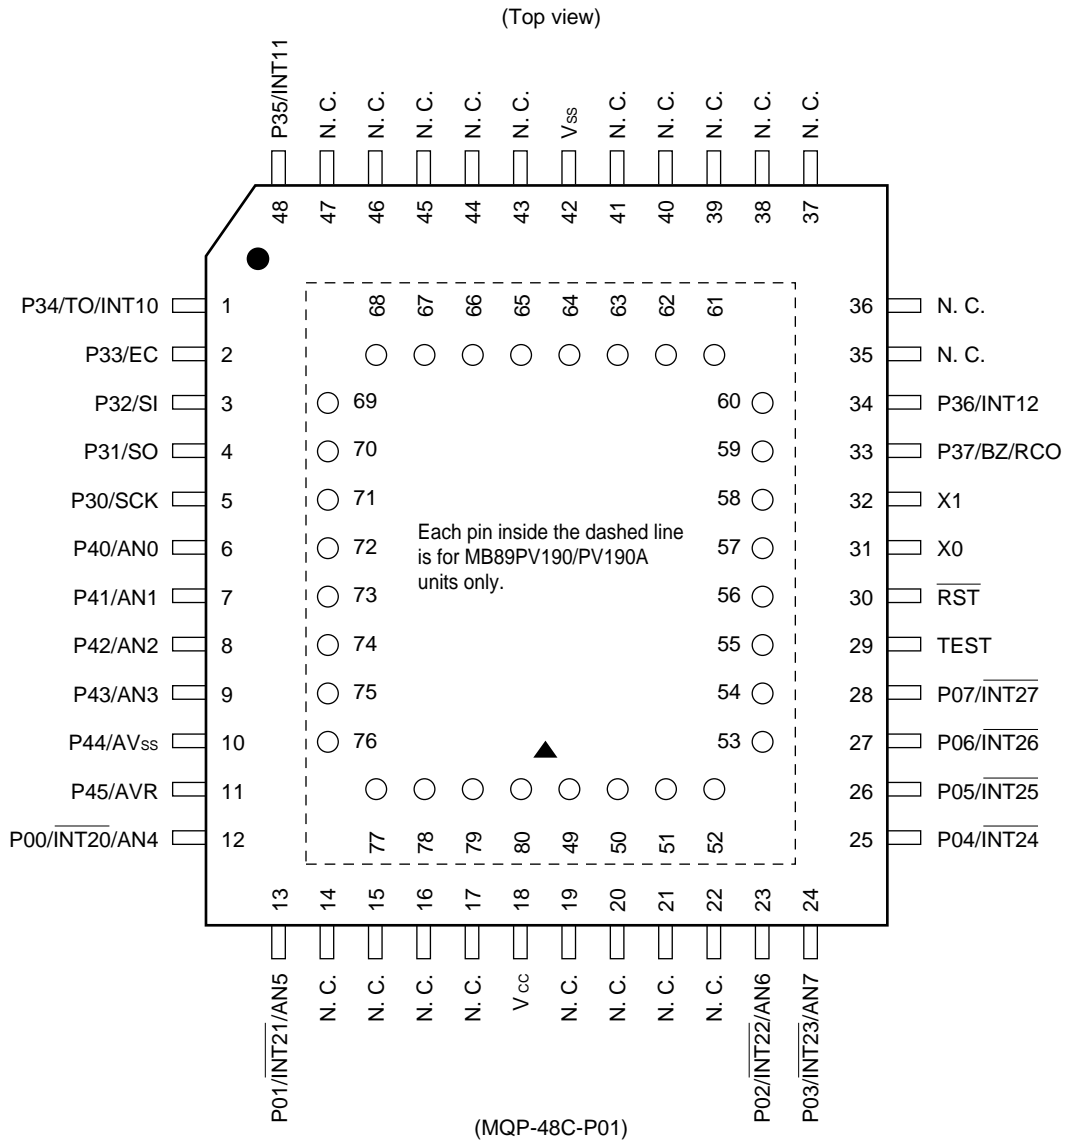 (Top view)
P35/INT11
N. C.
N. C.
N. C.
N. C.
N. C.
Vss
N. C.
N. C.
N. C.
N. C.
N. C.
48 47 46 45 44 43 42 41 40 39 38 37
68 67 66 65 64 63 62 61
P34/TO/INT10 1
36 N. C.
P33/EC 2
35 N. C.
P32/SI 3 69
60 34 P36/INT12
P31/SO 4 70
59 33 P37/BZ/RCO
P30/SCK 5 71
58 32 X1
P40/AN0 6 72
57 31 X0
P41/AN1 7 73
56 30 RST
P42/AN2 8 74
55 29 TEST
P43/AN3 9 75
54 28 P07/INT27
P44/AVss 10 76
53 27 P06/INT26
P45/AVR 11
26 P05/INT25
P00/INT20/AN4 12
25 P04/INT24
Each pin inside the dashed line
is for MB89PV190/PV190A
units only.
77 78 79 80 49 50 51 52
13 14 15 16 17 18 19 20 21 22 23 24
P01/INT21/AN5
N. C.
N. C.
N. C.
N. C.
Vcc
N. C.
N. C.
N. C.
N. C.
P02/INT22/AN6
P03/INT23/AN7
(MQP-48C-P01)